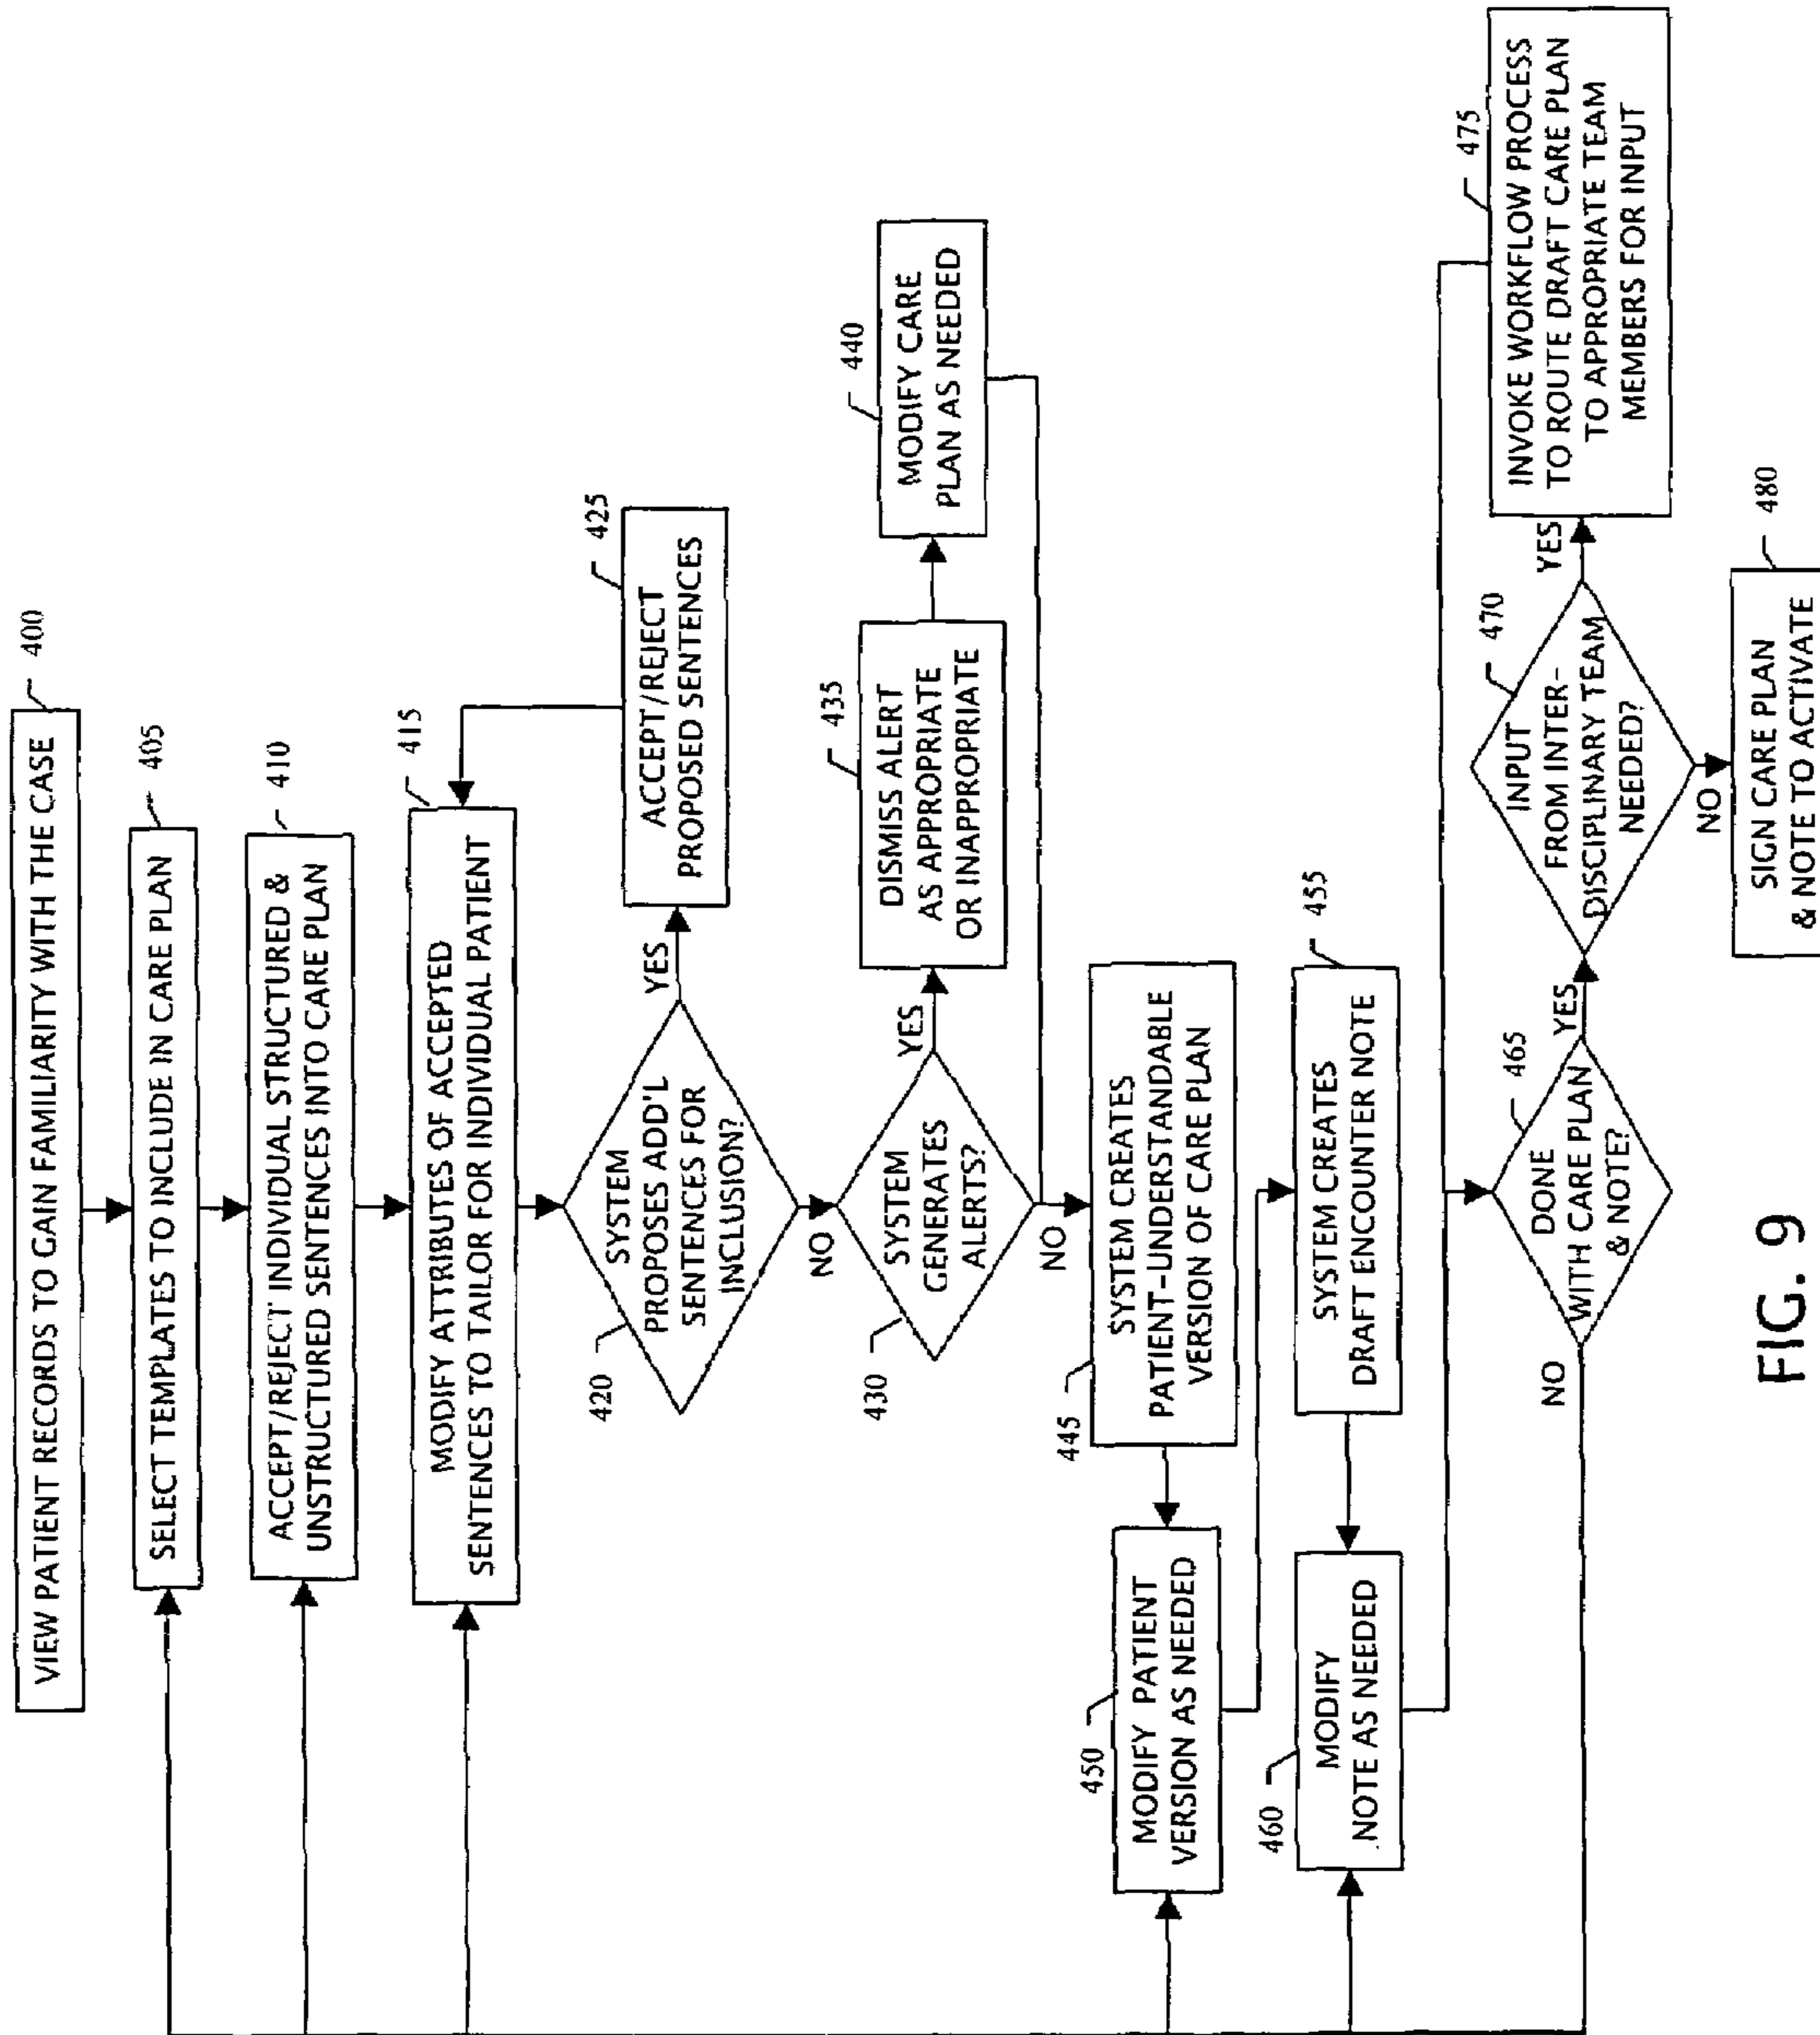 400
VIEW PATIENT RECORDS TO GAIN FAMILIARITY WITH THE CASE
405
SELECT TEMPLATES TO INCLUDE IN CARE PLAN
410
ACCEPT/REJECT INDIVIDUAL STRUCTURED &
UNSTRUCTURED SENTENCES INTO CARE PLAN
415
MODIFY ATTRIBUTES OF ACCEPTED
SENTENCES TO TAILOR FOR INDIVIDUAL PATIENT
420
SYSTEM
PROPOSES ADD'L
SENTENCES FOR
INCLUSION?
YES
NO
425
ACCEPT/REJECT
PROPOSED SENTENCES
430
SYSTEM
GENERATES
ALERTS?
YES
NO
435
DISMISS ALERT
AS APPROPRIATE
OR INAPPROPRIATE
440
MODIFY CARE
PLAN AS NEEDED
445
SYSTEM CREATES
PATIENT-UNDERSTANDABLE
VERSION OF CARE PLAN
450
MODIFY PATIENT
VERSION AS NEEDED
455
SYSTEM CREATES
DRAFT ENCOUNTER NOTE
460
MODIFY
NOTE AS NEEDED
465
DONE
WITH CARE PLAN
& NOTE?
NO
YES
470
INPUT
FROM INTER-
DISCIPLINARY TEAM
NEEDED?
YES
NO
475
INVOKE WORKFLOW PROCESS
TO ROUTE DRAFT CARE PLAN
TO APPROPRIATE TEAM
MEMBERS FOR INPUT
480
SIGN CARE PLAN
& NOTE TO ACTIVATE
FIG. 9